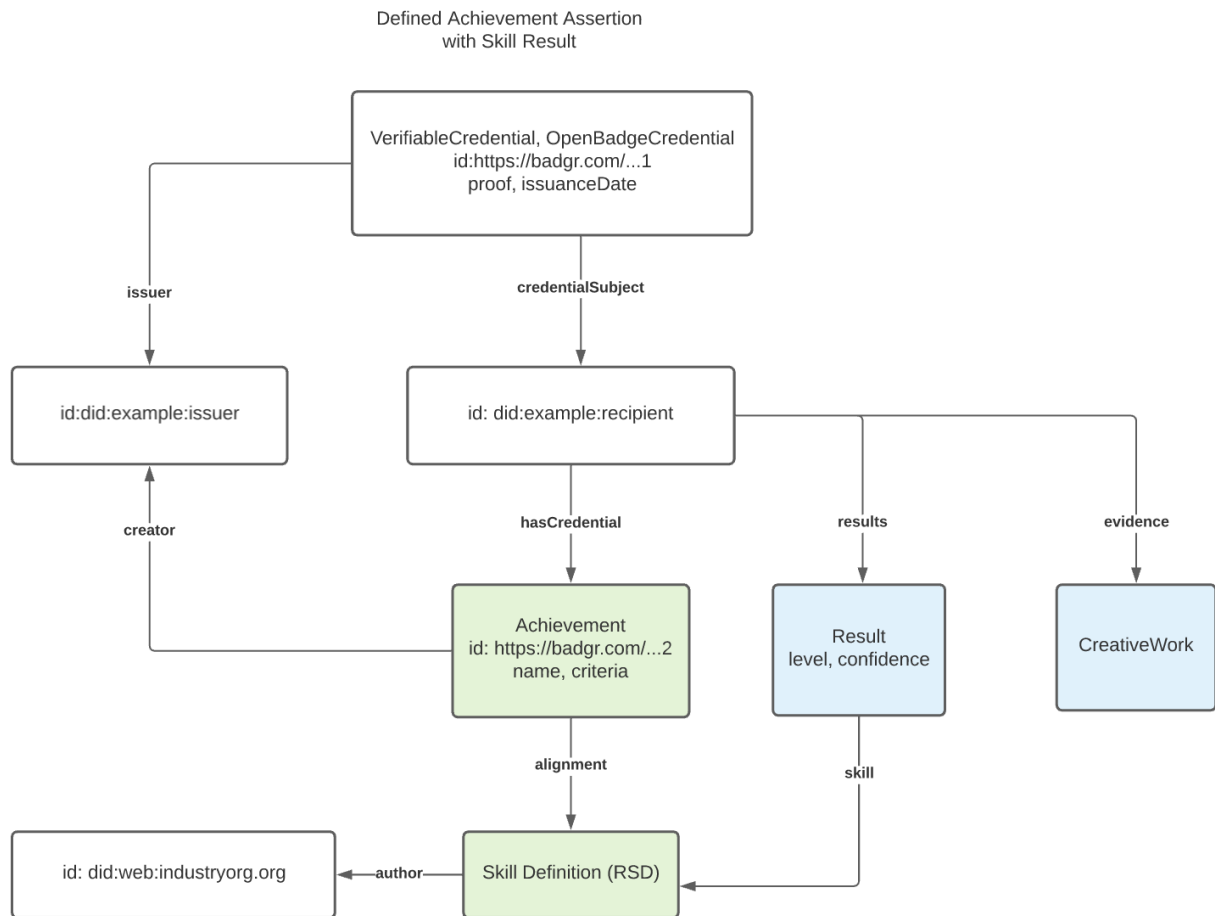 Defined Achievement Assertion
with Skill Result
VerifiableCredential, OpenBadgeCredential
id:https://badgr.com/...1
proof, issuanceDate
issuer
credentialSubject
id:did:example:issuer
id: did:example:recipient
creator
hasCredential
results
evidence
Achievement
id: https://badgr.com/...2
name, criteria
Result
level, confidence
CreativeWork
alignment
skill
id: did:web:industryorg.org
author
Skill Definition (RSD)